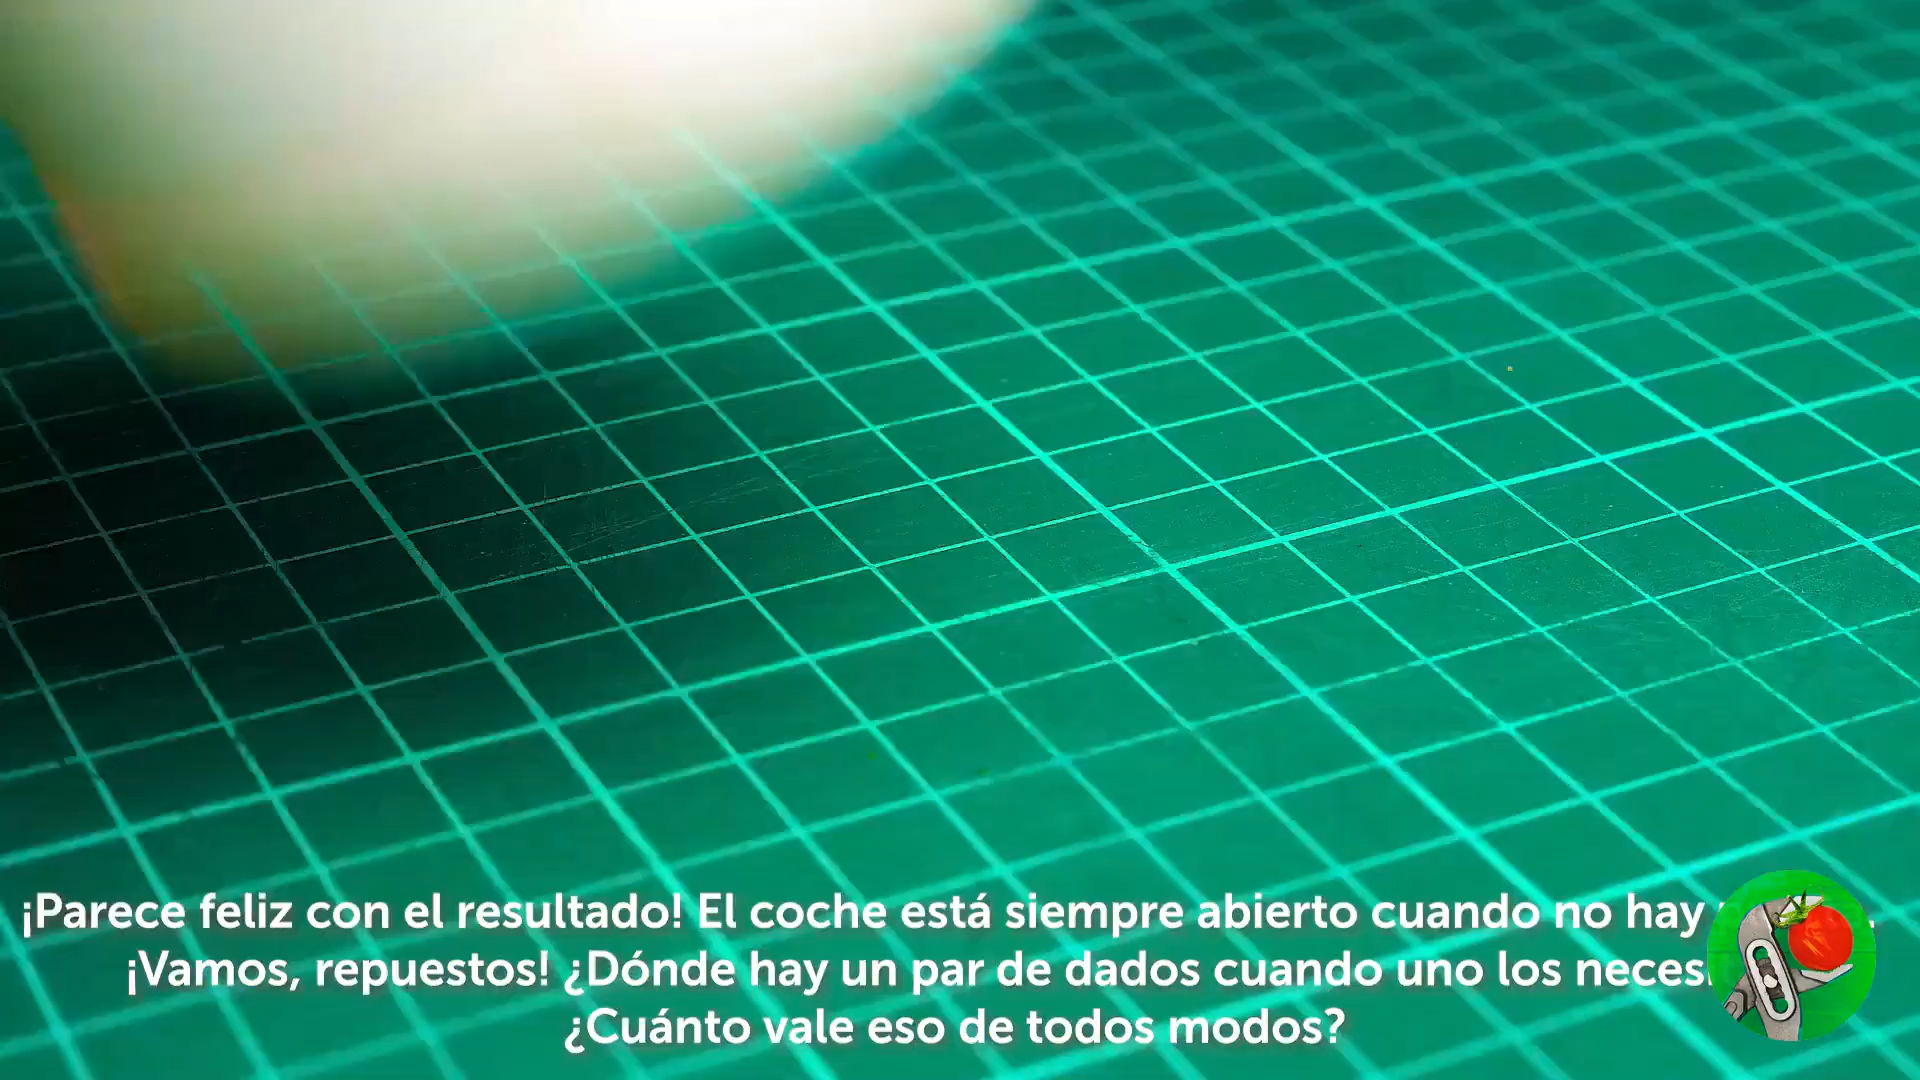 ¡Parece feliz con el resultado! El coche está siempre abierto cuando no hay
¡Vamos, repuestos! ¿Dónde hay un par de dados cuando uno los
¿Cuánto vale eso de todos modos?